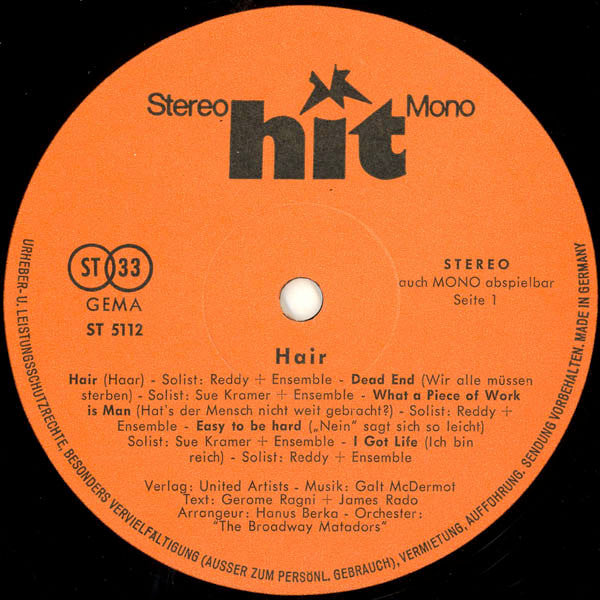 Stereo hit Mono
ST 33
GEMA
ST 5112
STEREO
auch MONO abspielbar
Seite 1
Hair
Hair (Haar) - Solist: Reddy + Ensemble - Dead End (Wir alle müssen
sterben) - Solist: Sue Kramer + Ensemble - What a Piece of Work
is Man (Hat's der Mensch nicht weit gebracht?) - Solist: Reddy +
Ensemble - Easy to be hard („Nein" sagt sich so leicht)
Solist: Sue Kramer + Ensemble - I Got Life (Ich bin
reich) - Solist: Reddy + Ensemble
Verlag: United Artists - Musik: Galt McDermot
Text: Gerome Ragni + James Rado
Arrangeur: Hanus Berka - Orchester:
"The Broadway Matadors"
URHEBER- U. LEISTUNGSSCHUTZRECHTE, BESONDERS VERVIELFÄLTIGUNG (AUSSER ZUM PERSÖNL. GEBRAUCH), VERMIETUNG, AUFFÜHRUNG. SENDUNG VORBEHALTEN. MADE IN GERMANY